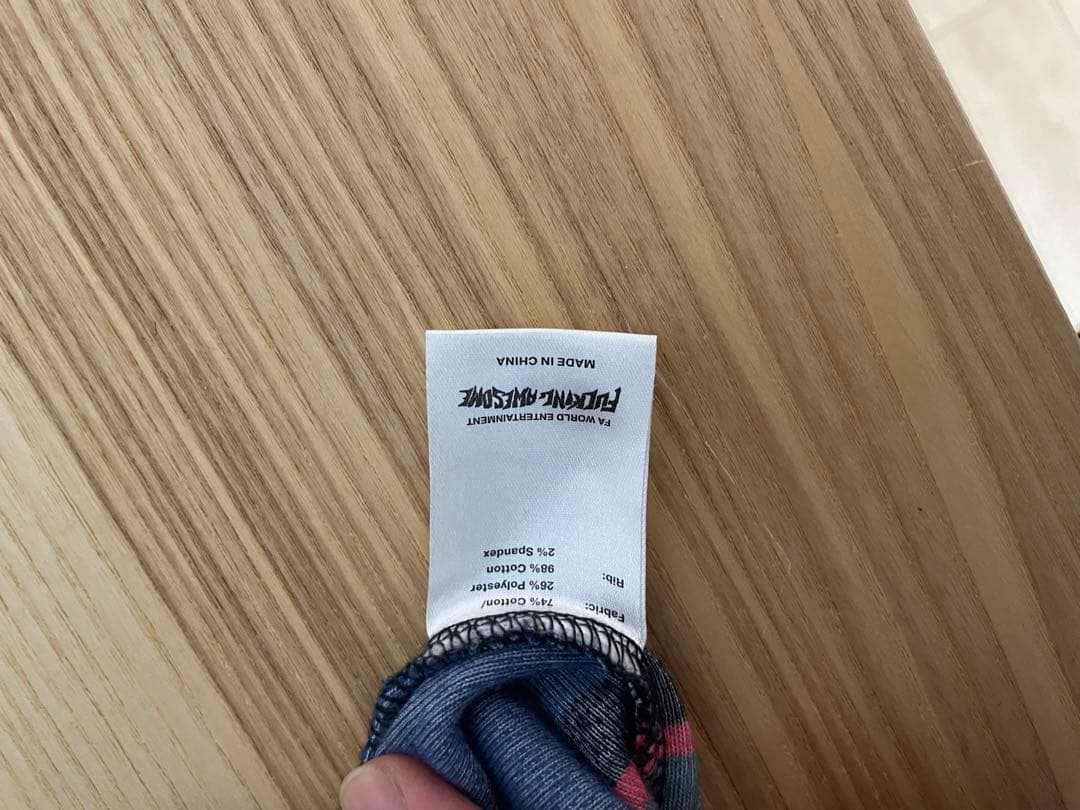 Fabric: 74% Cotton/
26% Polyester
Rib: 98% Cotton
2% Spandex
FA WORLD ENTERTAINMENT
FUCKING AWESOME
MADE IN CHINA